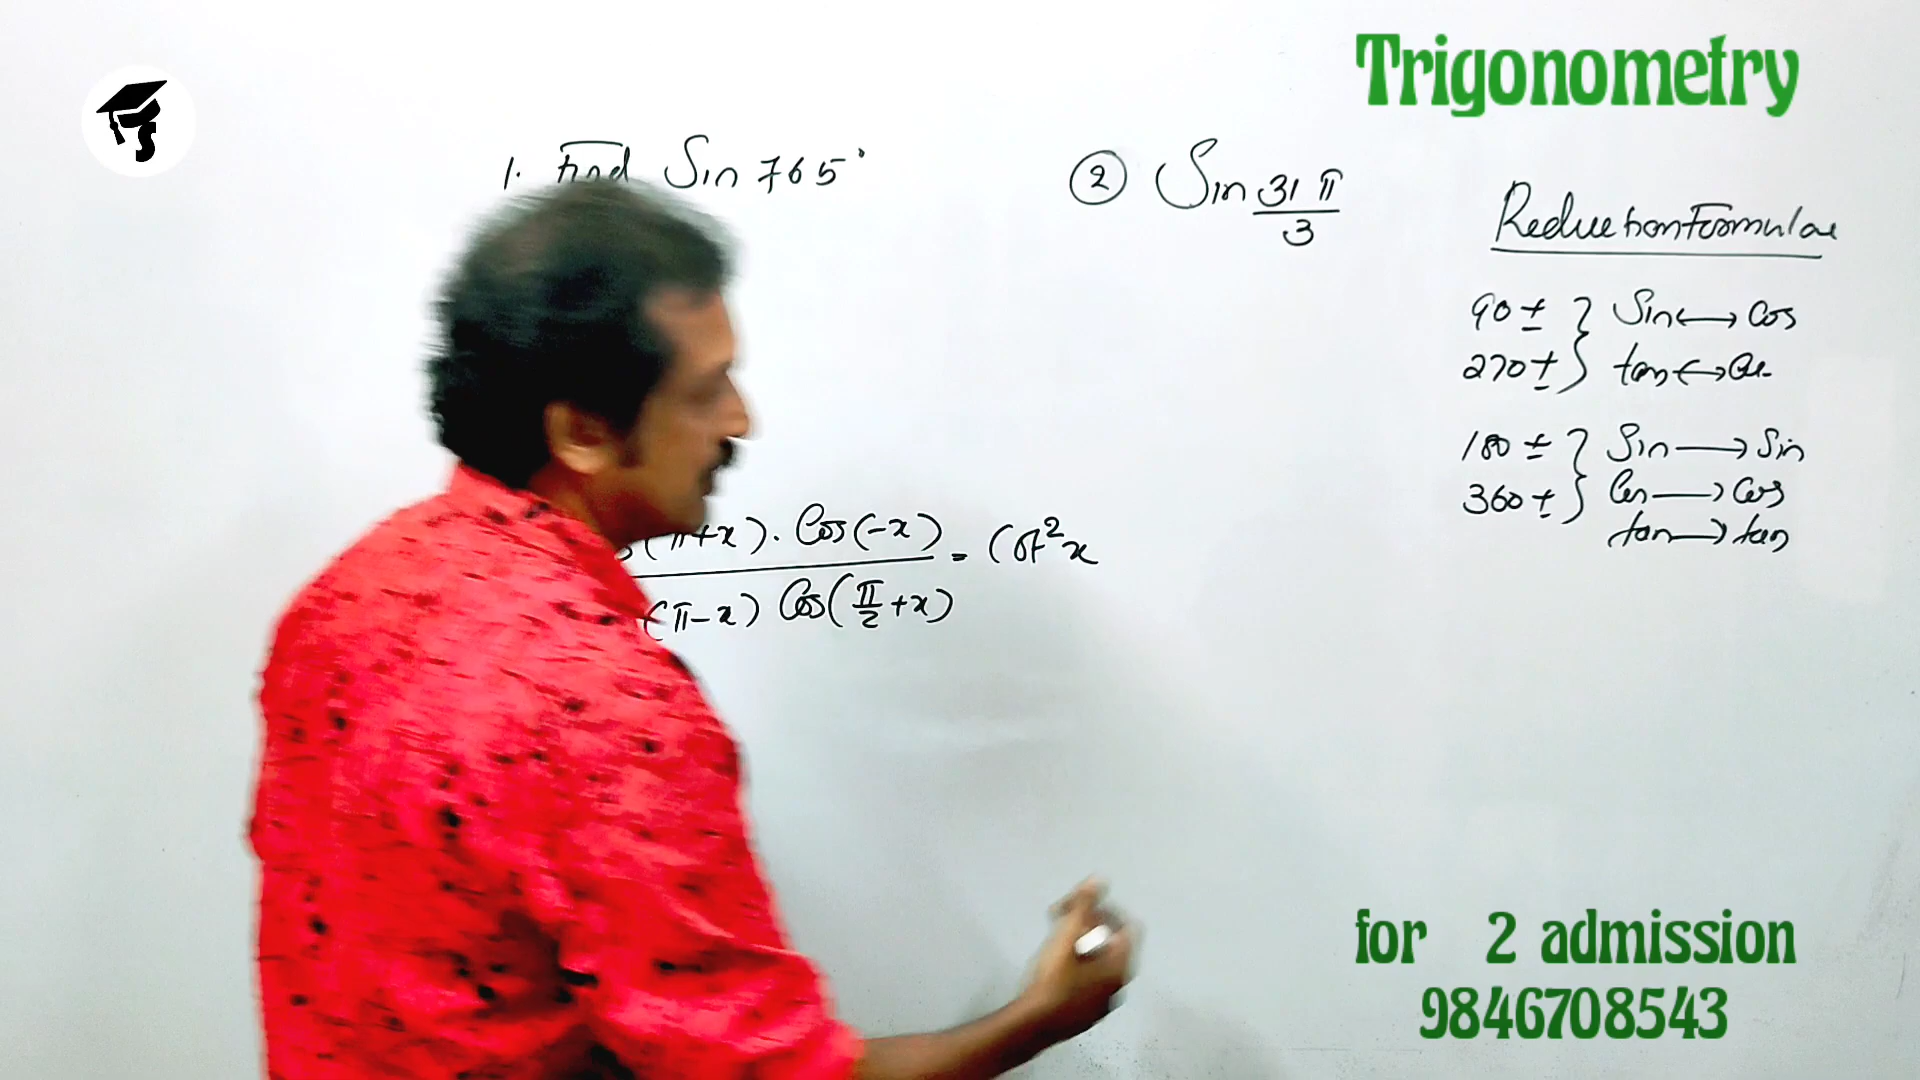 Trigonometry
1. Find Sin 765°
② Sin 31π/3
Reduction Formulae
90 ± } Sin ⟷ Cos
270 ± } tan ⟷ Cot
180 ± } Sin ⟶ Sin
360 ± } Cos ⟶ Cos
tan ⟶ tan
(π+x). Cos(-x) = Cot²x
(π-x) Cos(π/2 +x)
for 2 admission
9846708543